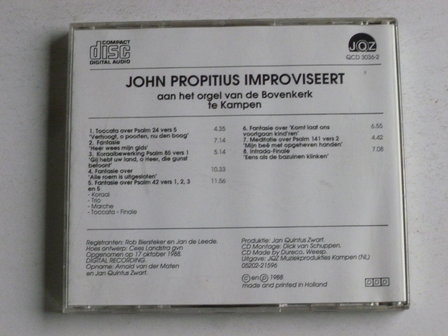 COMPACT
disc
DIGITAL AUDIO
JQZ
QCD 3036-2
JOHN PROPITIUS IMPROVISEERT
aan het orgel van de Bovenkerk
te Kampen
1. Toccata over Psalm 24 vers 5 4.35
'Verhoogt, o poorten, nu den boog'
2. Fantasie 7.14
'Heer wees mijn gids'
3. Koraalbewerking Psalm 85 vers 1 5.14
'Gij hebt uw land, o Heer, die gunst
betoont'
4. Fantasie over 10.33
'Alle roem is uitgesloten'
5. Fantasie over Psalm 42 vers 1, 2, 3 11.56
en 5
- Koraal
- Trio
- Marche
- Toccata - Finale
6. Fantasie over 'Komt laat ons 6.55
voortgaan kind'ren'
7. Meditatie over Psalm 141 vers 2 4.42
'Mijn beê met opgeheven handen'
8. Intrada-Finale 7.08
'Eens als de bazuinen klinken'
Registranten: Rob Biersteker en Jan de Leede.
Hoes ontwerp: Cees Landstra gvn
Opgenomen op 17 oktober 1988.
DIGITAL RECORDING.
Opname: Arnold van der Maten
en Jan Quintus Zwart.
Produktie: Jan Quintus Zwart.
CD Montage: Dick van Schuppen.
CD Made by Dureco, Weesp.
Uitgave: JQZ Muziekprodukties Kampen (NL)
05202-21596
© en ℗ 1988
made and printed in Holland